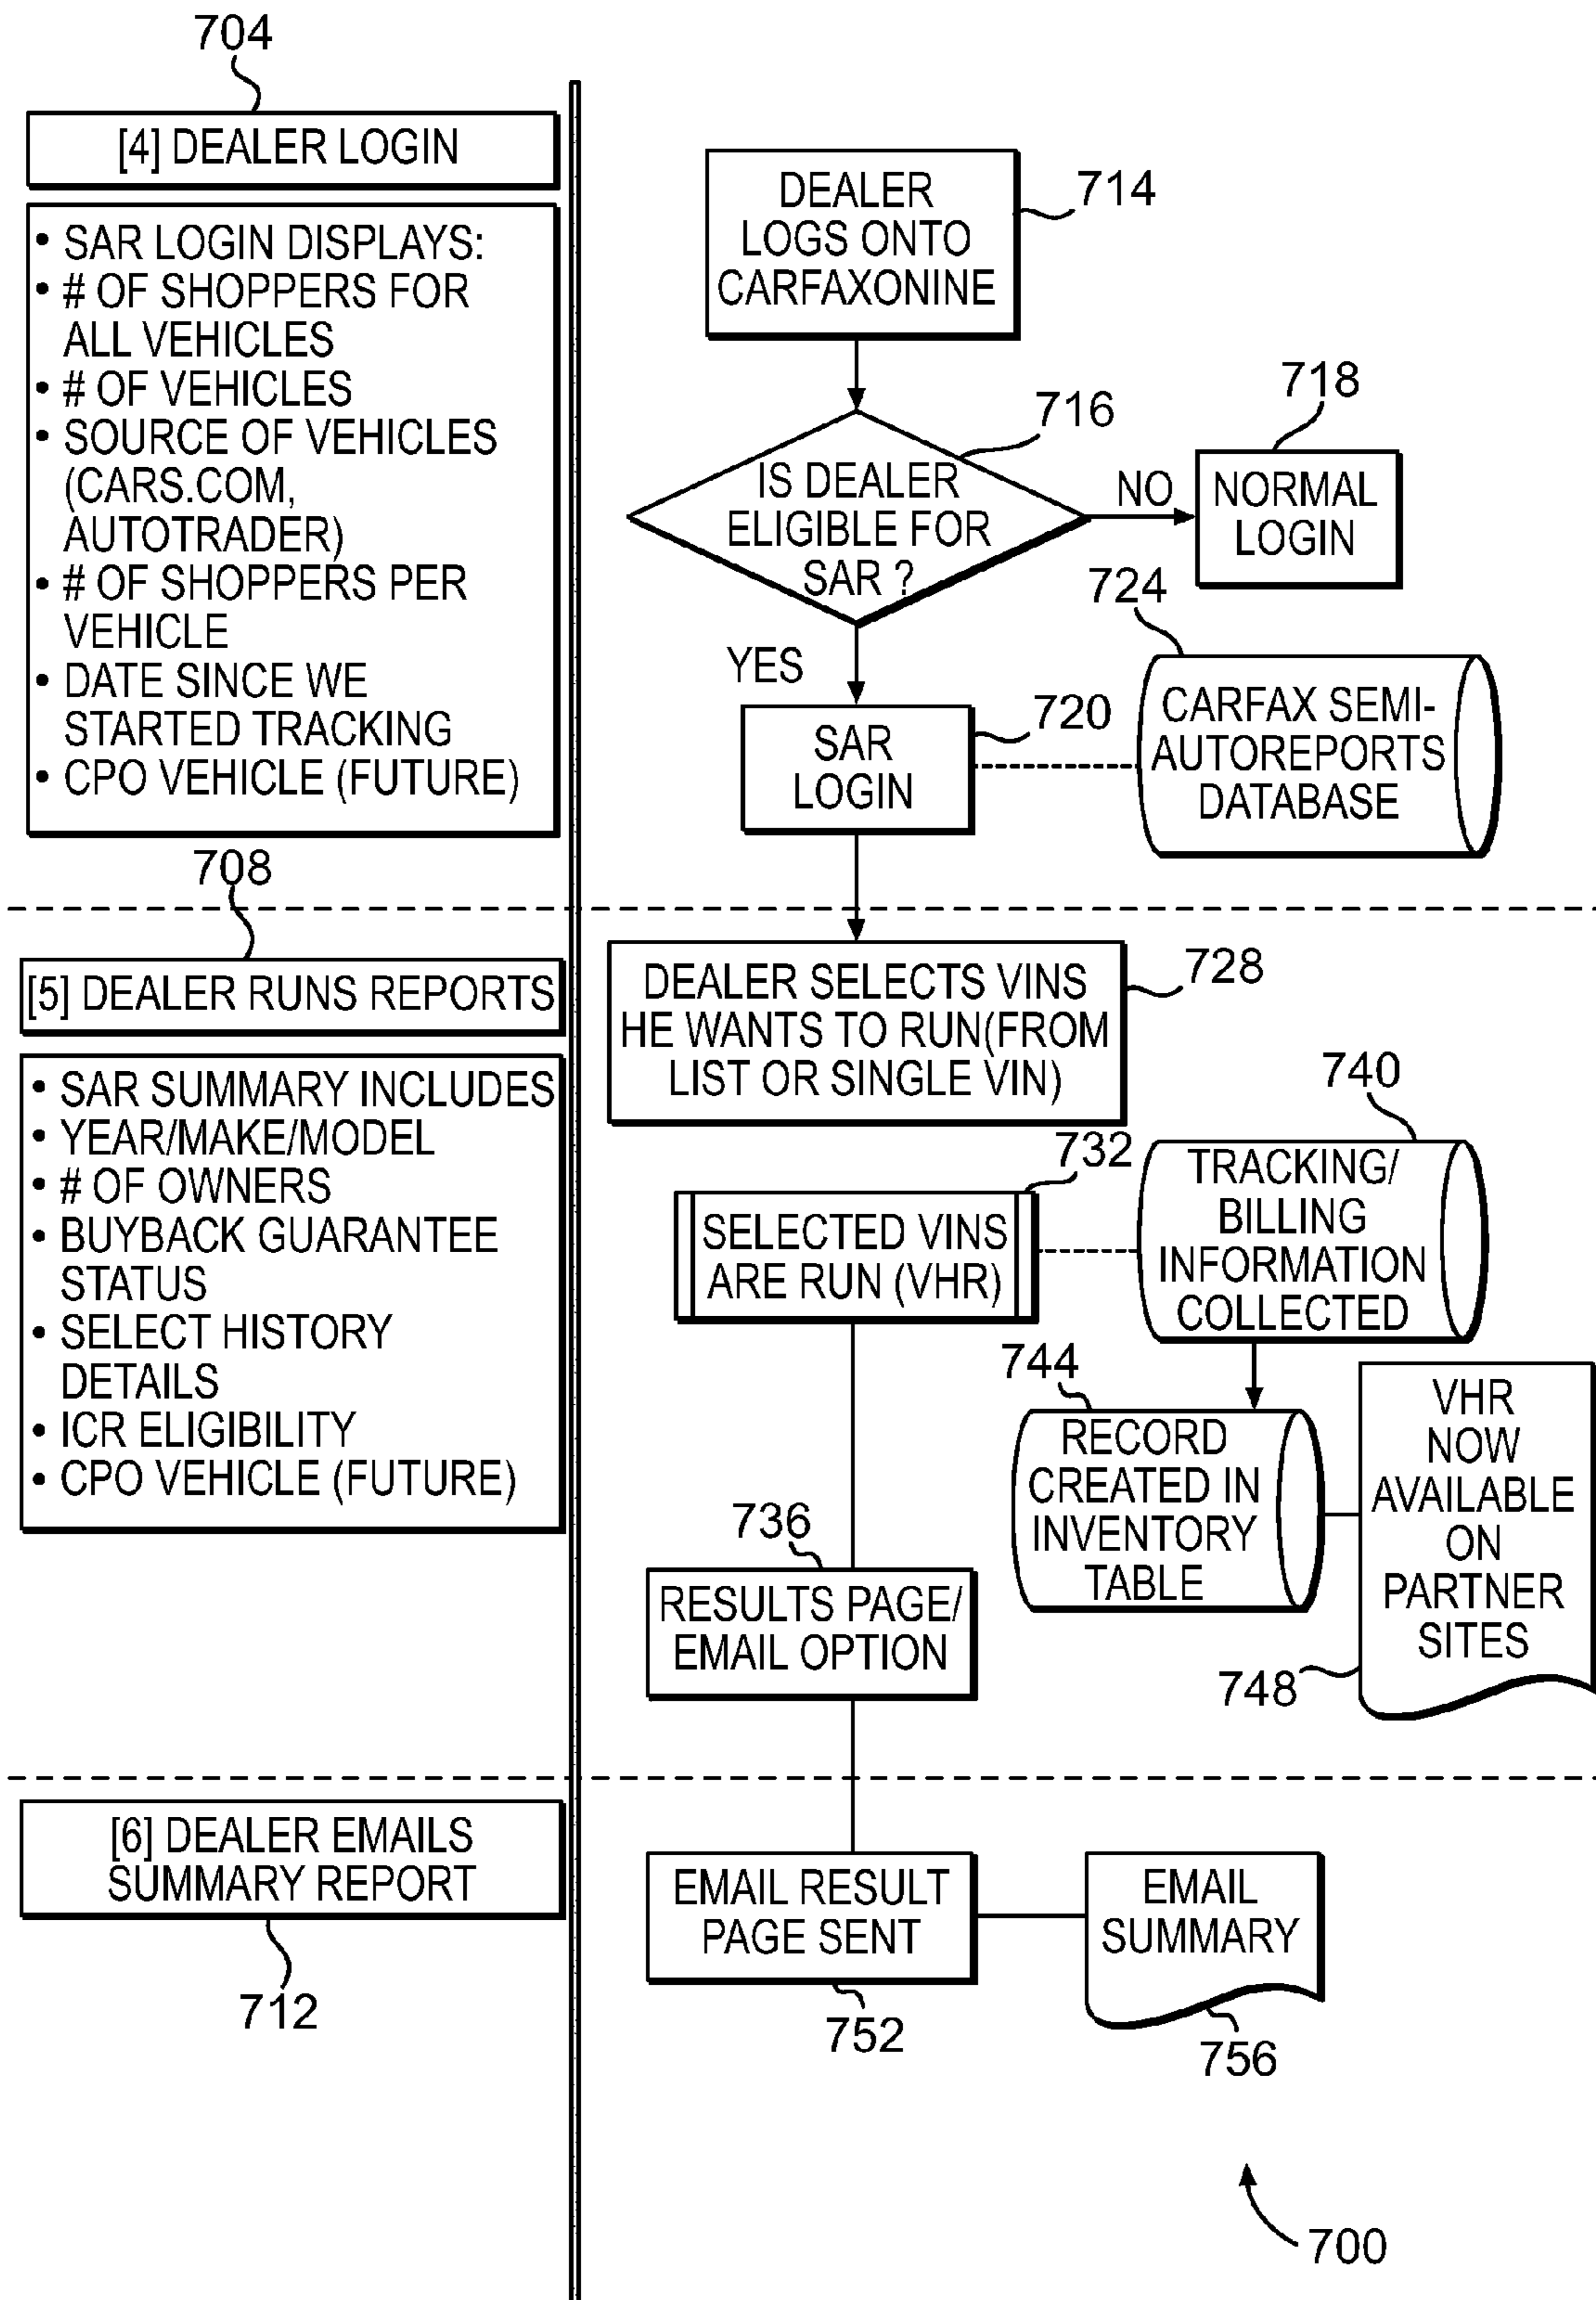 704
[4] DEALER LOGIN
• SAR LOGIN DISPLAYS:
• # OF SHOPPERS FOR
ALL VEHICLES
• # OF VEHICLES
• SOURCE OF VEHICLES
(CARS.COM,
AUTOTRADER)
• # OF SHOPPERS PER
VEHICLE
• DATE SINCE WE
STARTED TRACKING
• CPO VEHICLE (FUTURE)
DEALER
LOGS ONTO
CARFAXONINE
714
716
IS DEALER
ELIGIBLE FOR
SAR ?
NO
718
NORMAL
LOGIN
YES
720
SAR
LOGIN
724
CARFAX SEMI-
AUTOREPORTS
DATABASE
708
[5] DEALER RUNS REPORTS
• SAR SUMMARY INCLUDES
• YEAR/MAKE/MODEL
• # OF OWNERS
• BUYBACK GUARANTEE
STATUS
• SELECT HISTORY
DETAILS
• ICR ELIGIBILITY
• CPO VEHICLE (FUTURE)
DEALER SELECTS VINS
HE WANTS TO RUN(FROM
LIST OR SINGLE VIN)
728
732
SELECTED VINS
ARE RUN (VHR)
740
TRACKING/
BILLING
INFORMATION
COLLECTED
744
RECORD
CREATED IN
INVENTORY
TABLE
VHR
NOW
AVAILABLE
ON
PARTNER
SITES
748
736
RESULTS PAGE/
EMAIL OPTION
[6] DEALER EMAILS
SUMMARY REPORT
712
EMAIL RESULT
PAGE SENT
752
EMAIL
SUMMARY
756
700